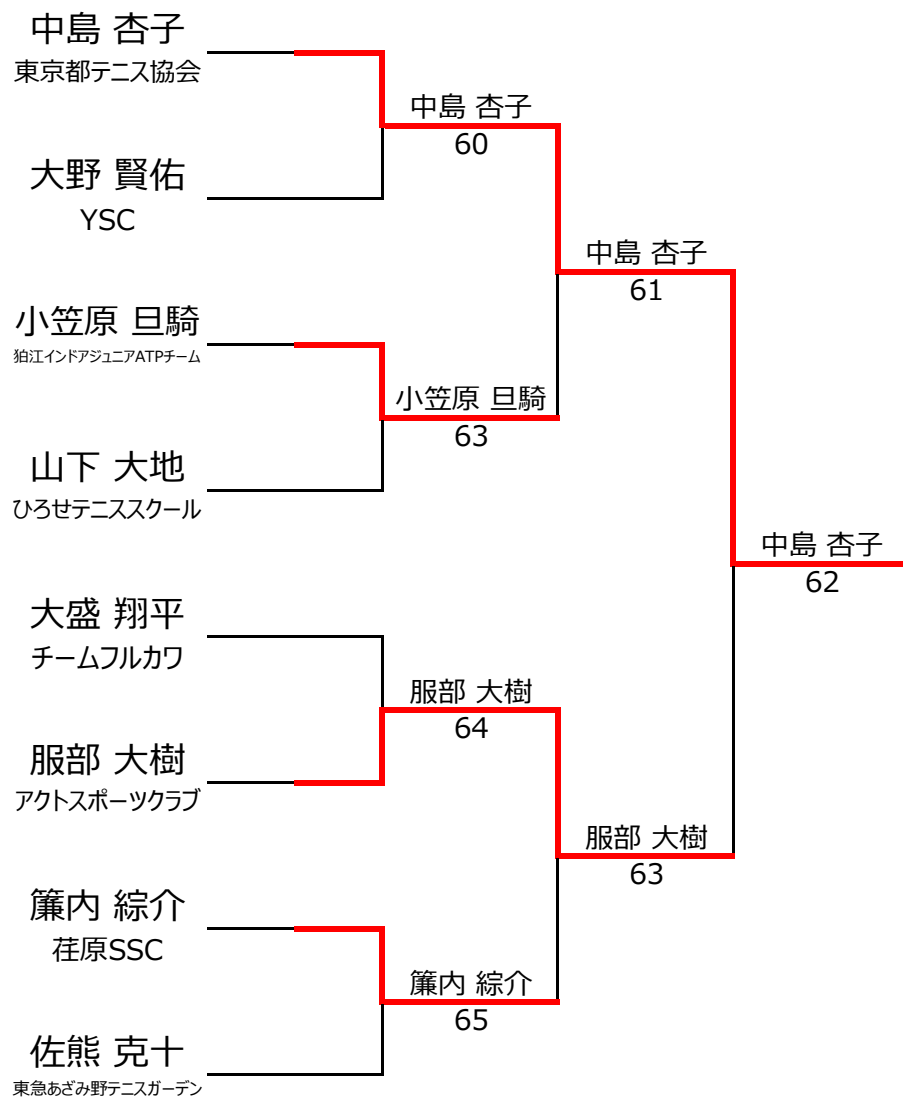 中島 杏子
東京都テニス協会
大野 賢佑
YSC
小笠原 旦騎
狛江インドアジュニアATPチーム
山下 大地
ひろせテニススクール
大盛 翔平
チームフルカワ
服部 大樹
アクトスポーツクラブ
簾内 綜介
荏原SSC
佐熊 克十
東急あざみ野テニスガーデン
中島 杏子
60
小笠原 旦騎
63
服部 大樹
64
簾内 綜介
65
中島 杏子
61
服部 大樹
63
中島 杏子
62